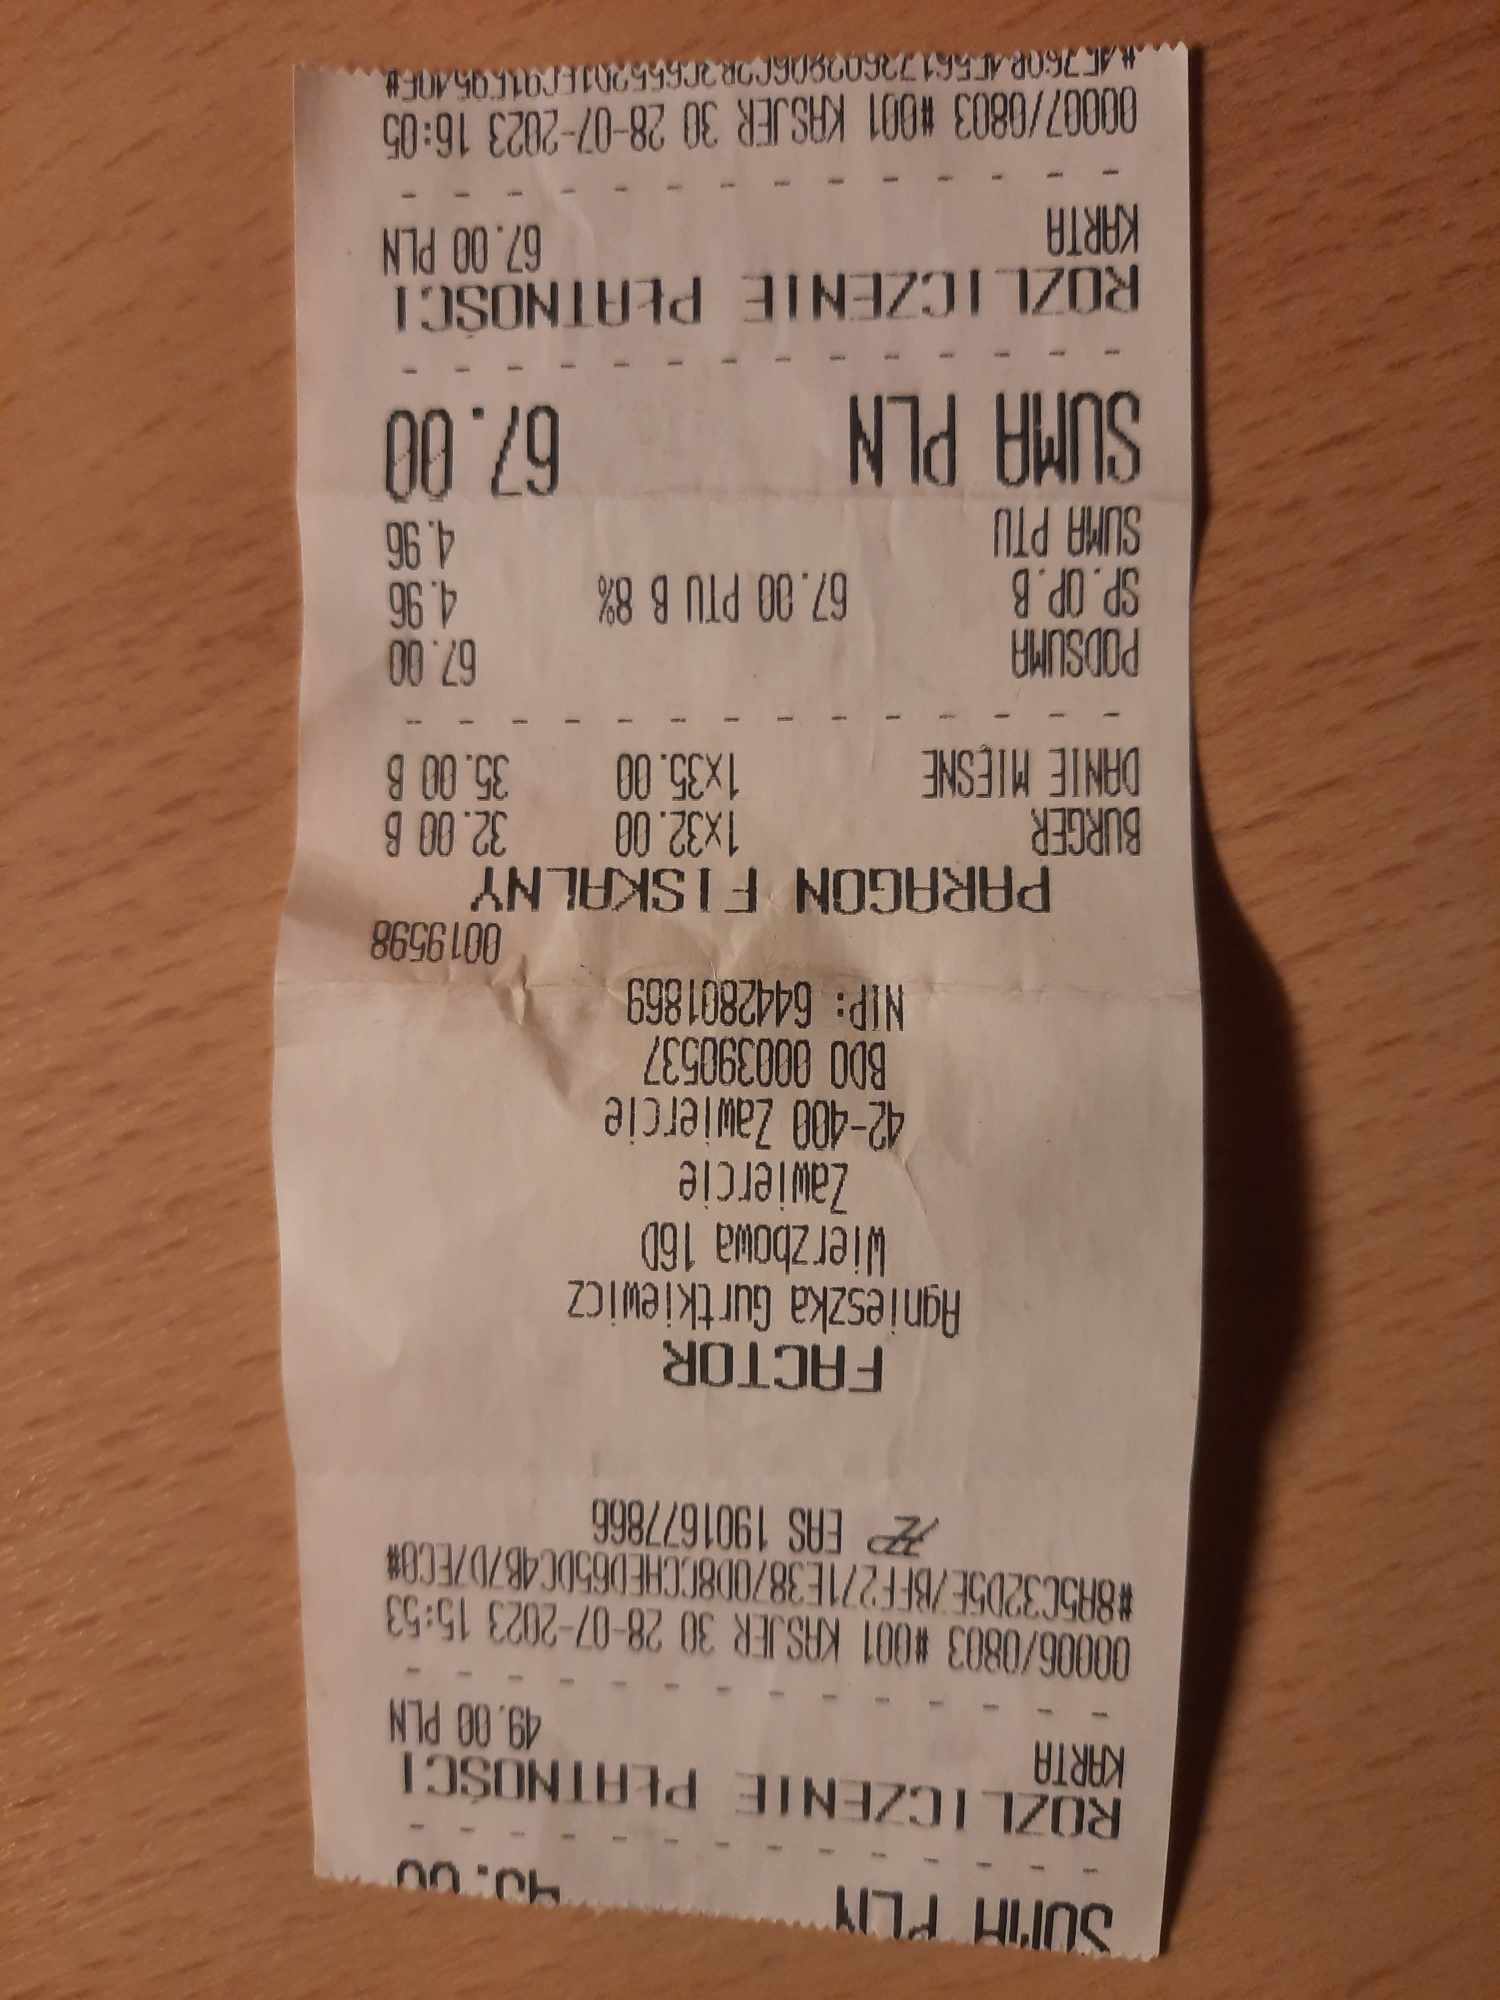 SUMA PLN 49.00
ROZLICZENIE PŁATNOŚCI
KARTA 49.00 PLN
00006/0803 #001 KASJER 30 28-07-2023 15:53
#8A5C32D5E7BFF271E3870D8CCAED65DC4B7D7EC0#
EAS 1901677866
FACTOR
Agnieszka Gurtkiewicz
Wierzbowa 16D
Zawiercie
42-400 Zawiercie
BDO 000390537
NIP: 6442801869
0019598
PARAGON FISKALNY
BURGER 1x32.00 32.00 B
DANIE MIĘSNE 1x35.00 35.00 B
PODSUMA 67.00
SP.OP.B 67.00 PTU B 8% 4.96
SUMA PTU 4.96
SUMA PLN 67.00
ROZLICZENIE PŁATNOŚCI
KARTA 67.00 PLN
00007/0803 #001 KASJER 30 28-07-2023 16:05